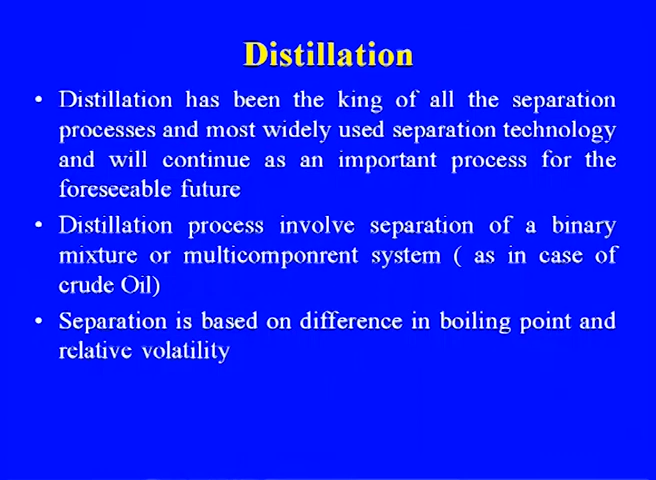 Distillation
• Distillation has been the king of all the separation
processes and most widely used separation technology
and will continue as an important process for the
foreseeable future
• Distillation process involve separation of a binary
mixture or multicomponrent system ( as in case of
crude Oil)
• Separation is based on difference in boiling point and
relative volatility